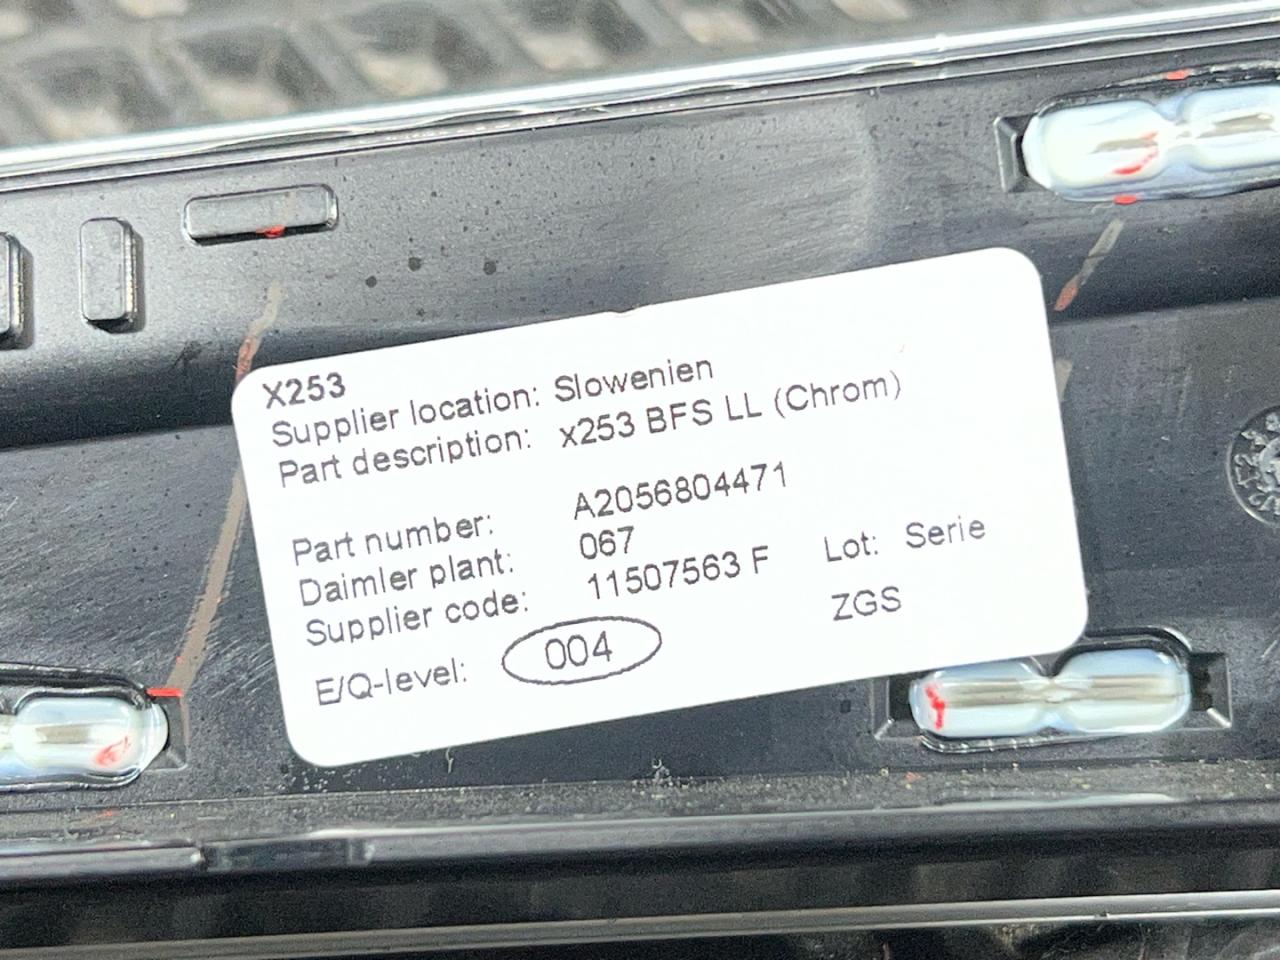 X253
Supplier location: Slowenien
Part description: x253 BFS LL (Chrom)
Part number: A2056804471
Daimler plant: 067
Supplier code: 11507563 F Lot: Serie
E/Q-level: 004 ZGS